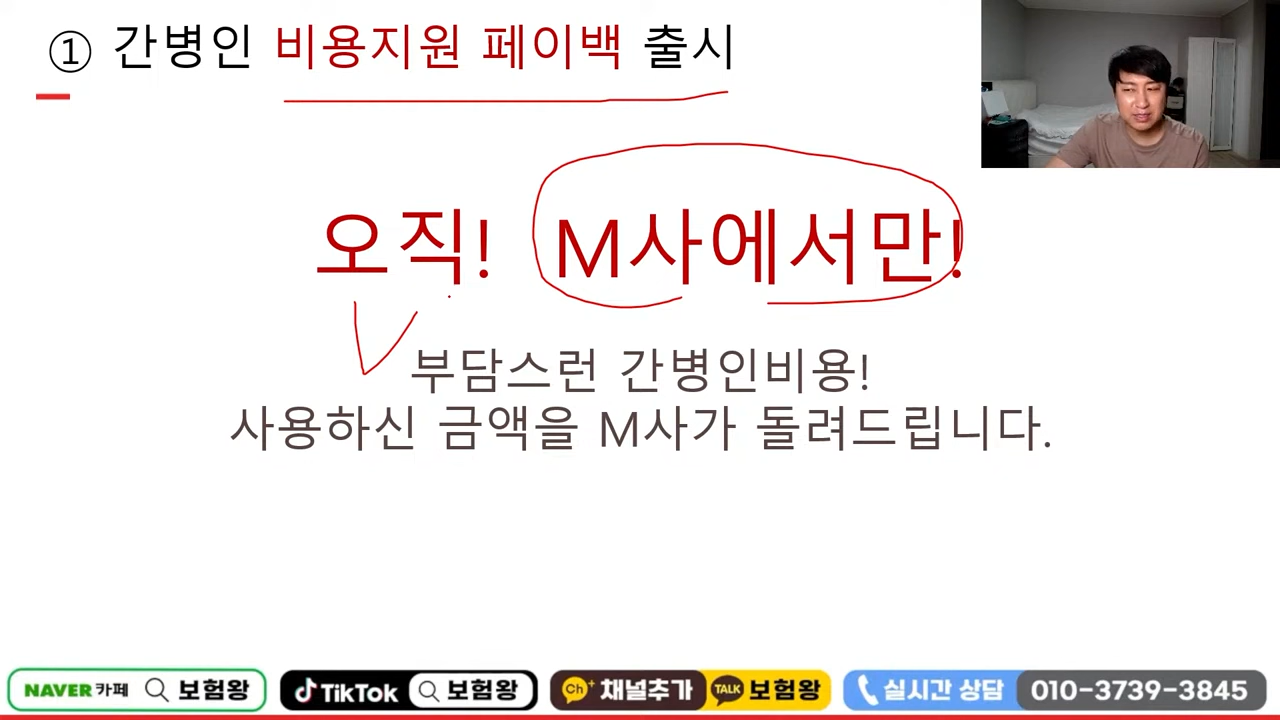 ① 간병인 비용지원 페이백 출시
오직! M사에서만!
부담스런 간병인비용!
사용하신 금액을 M사가 돌려드립니다.
NAVER 카페 보험왕 TikTok 보험왕 Ch+ 채널추가 TALK 보험왕 실시간 상담 010-3739-3845